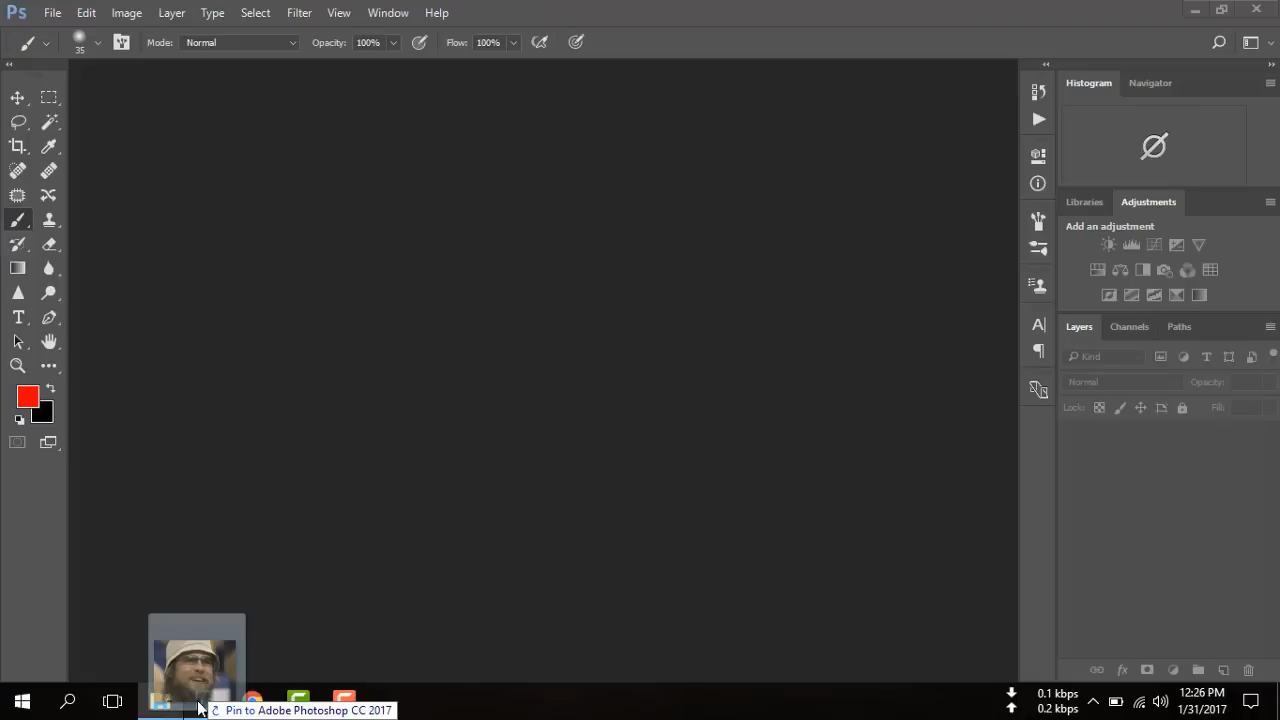 Ps File Edit Image Layer Type Select Filter 3D View Window Help
35 Mode: Normal Opacity: 100% Flow: 100%
Histogram Navigator
Libraries Adjustments
Add an adjustment
Layers Channels Paths
Kind
Normal Opacity:
Lock: Fill:
Pin to Adobe Photoshop CC 2017
0.1 kbps
0.2 kbps
12:26 PM
1/31/2017